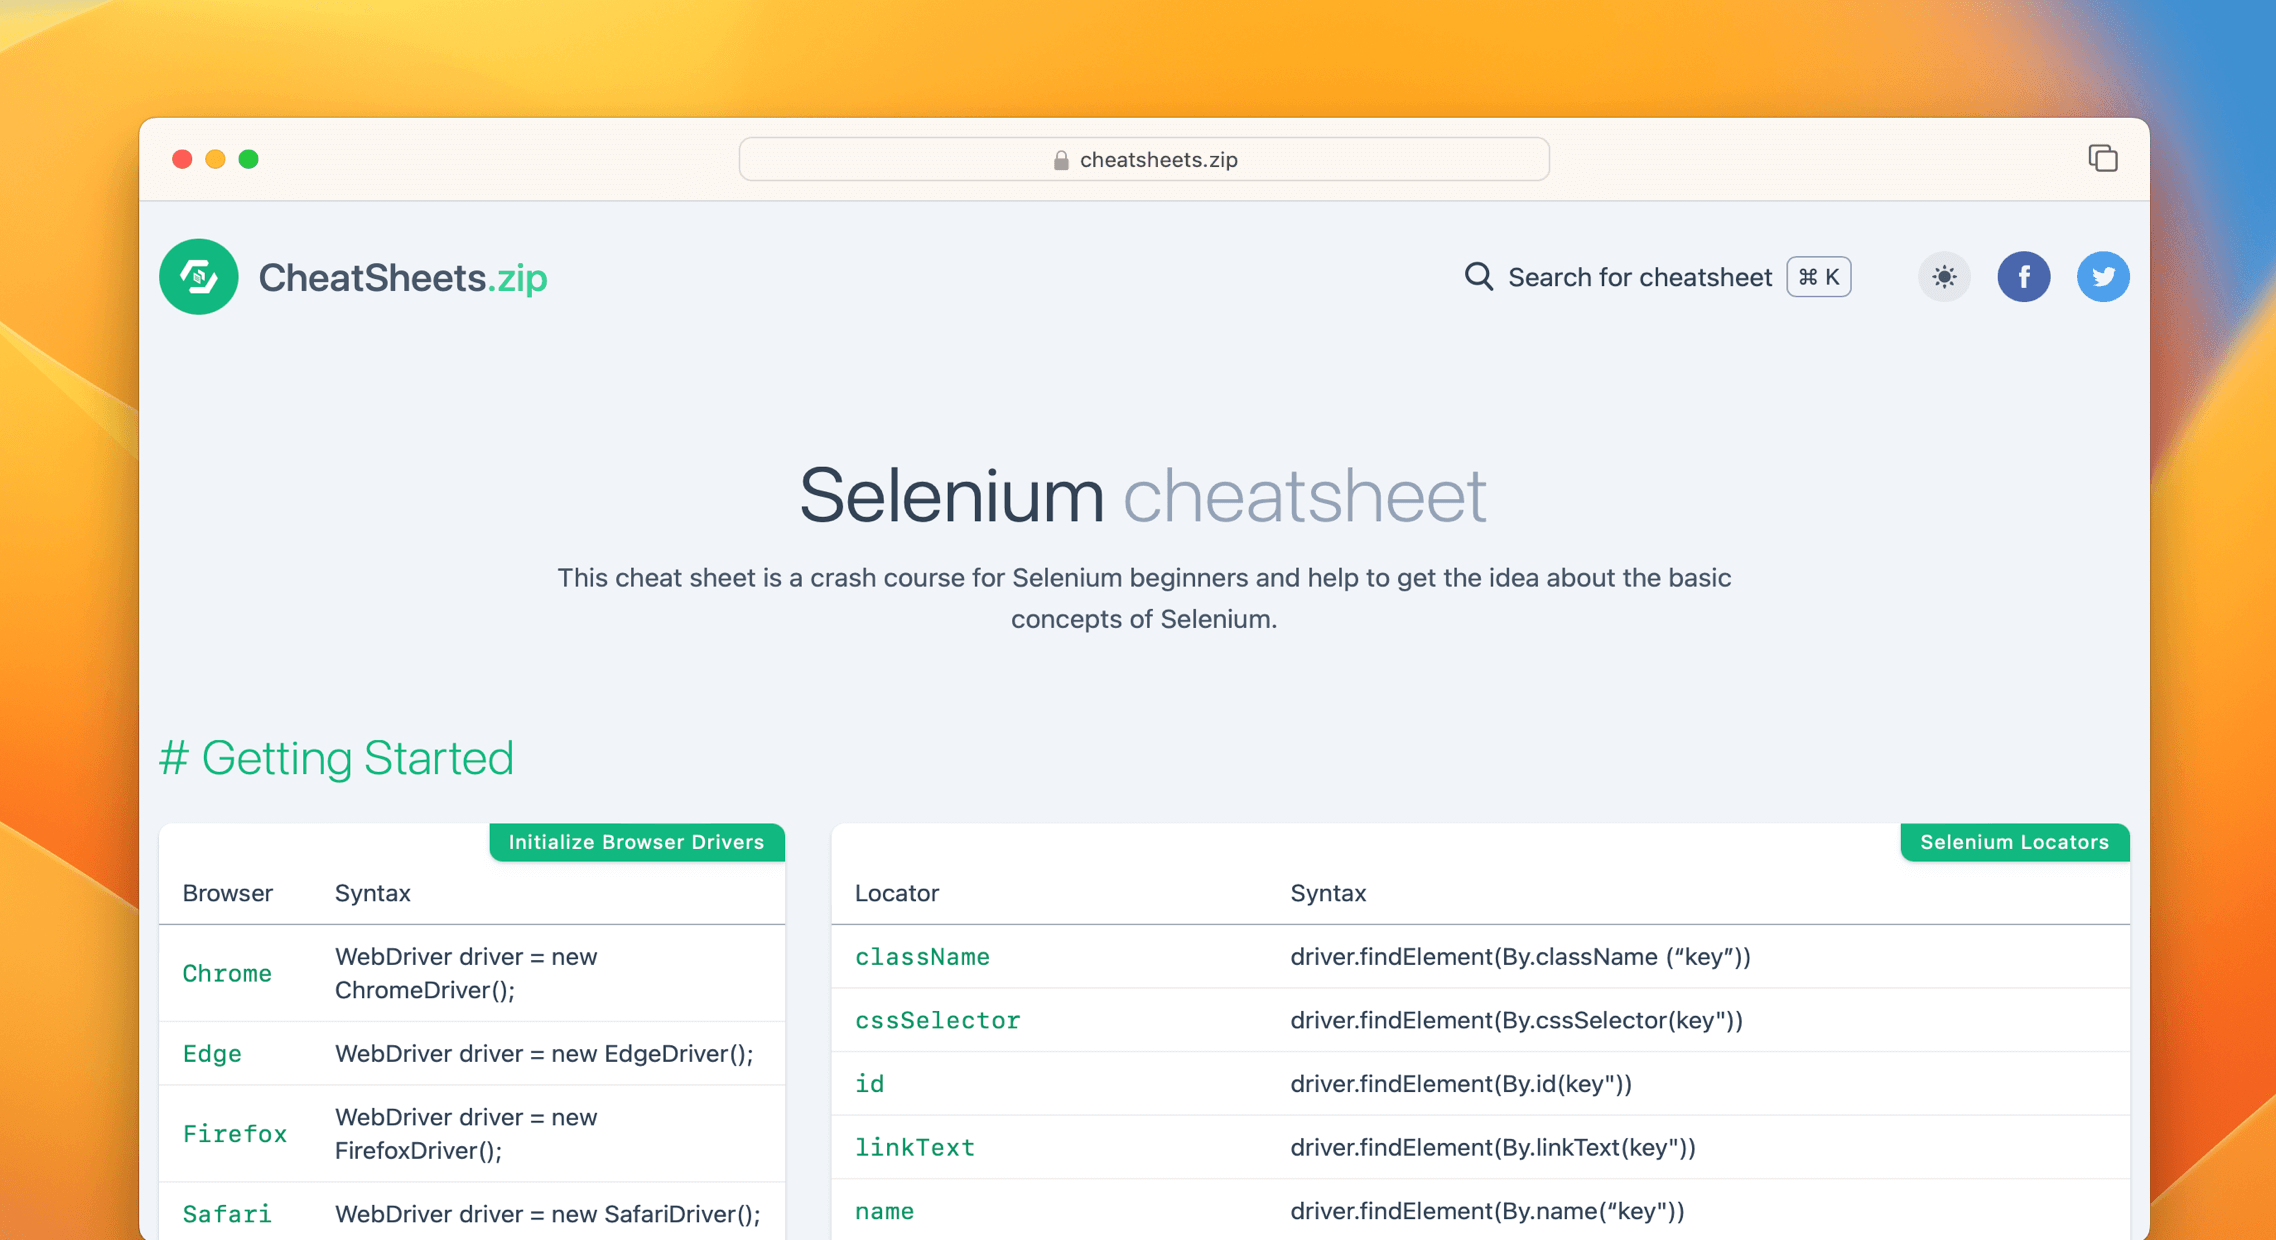 cheatsheets.zip
CheatSheets.zip
Search for cheatsheet ⌘ K
Selenium cheatsheet
This cheat sheet is a crash course for Selenium beginners and help to get the idea about the basic
concepts of Selenium.
# Getting Started
Initialize Browser Drivers
Browser Syntax
Chrome WebDriver driver = new
ChromeDriver();
Edge WebDriver driver = new EdgeDriver();
Firefox WebDriver driver = new
FirefoxDriver();
Safari WebDriver driver = new SafariDriver();
Selenium Locators
Locator Syntax
className driver.findElement(By.className (“key”))
cssSelector driver.findElement(By.cssSelector(key"))
id driver.findElement(By.id(key"))
linkText driver.findElement(By.linkText(key"))
name driver.findElement(By.name(“key"))